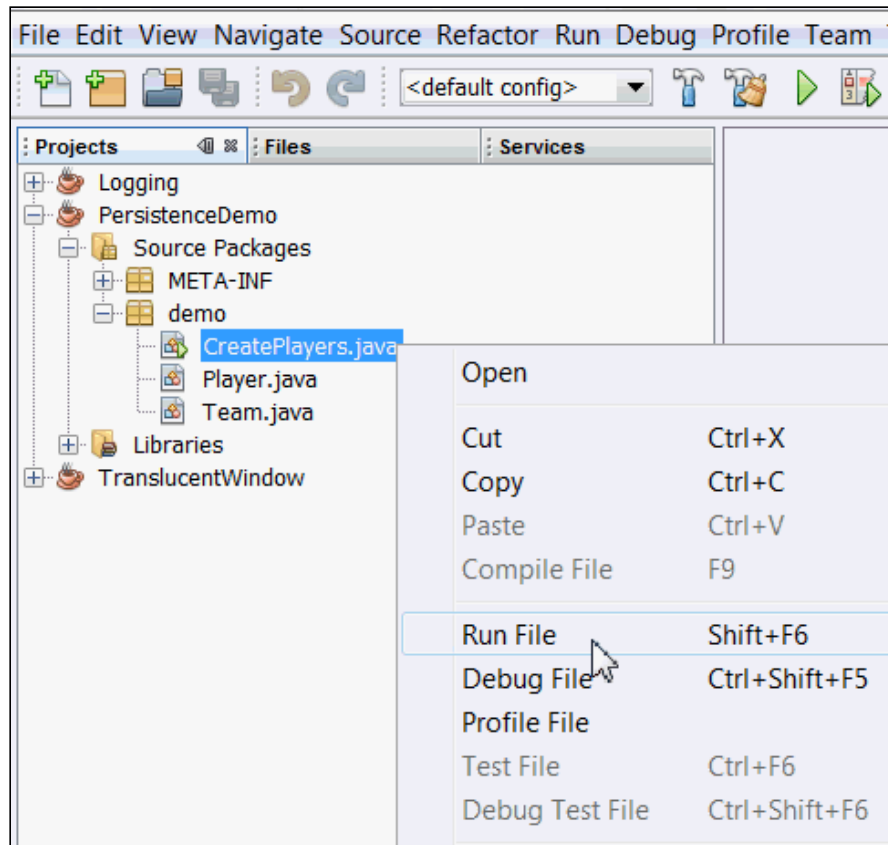 File Edit View Navigate Source Refactor Run Debug Profile Team
<default config>
Projects Files Services
Logging
PersistenceDemo
Source Packages
META-INF
demo
CreatePlayers.java
Player.java
Team.java
Libraries
TranslucentWindow
Open
Cut Ctrl+X
Copy Ctrl+C
Paste Ctrl+V
Compile File F9
Run File Shift+F6
Debug File Ctrl+Shift+F5
Profile File
Test File Ctrl+F6
Debug Test File Ctrl+Shift+F6